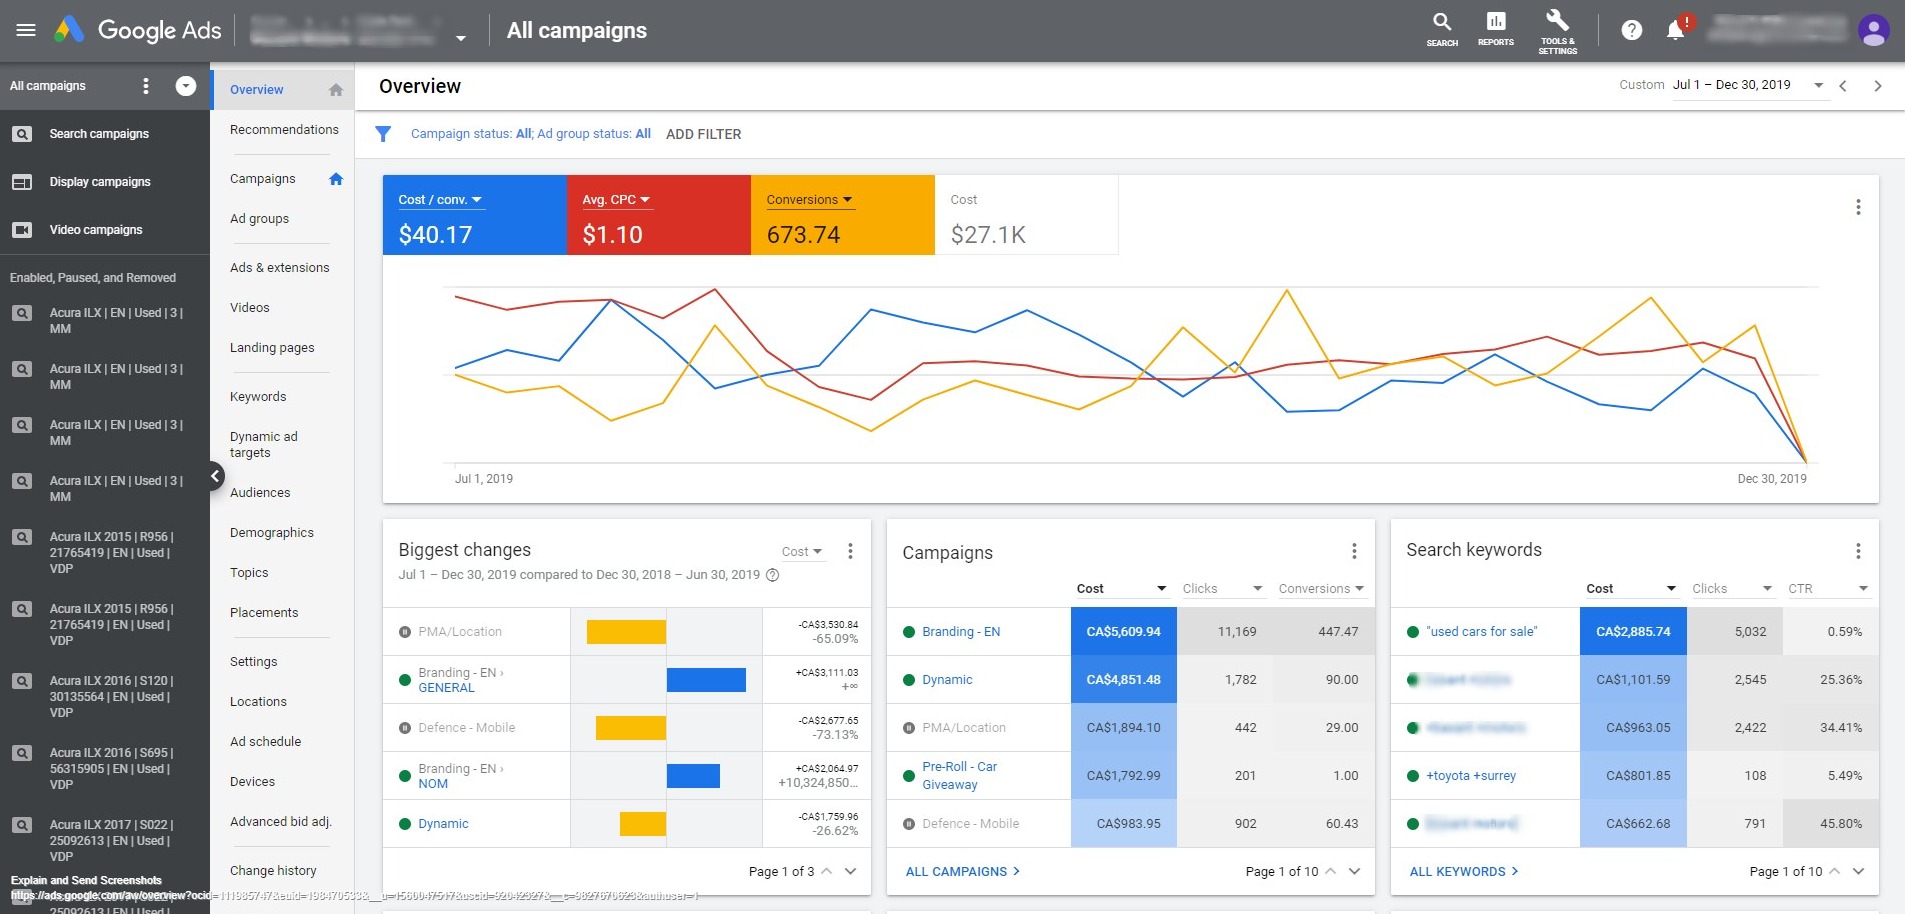 Google Ads
All campaigns
SEARCH
REPORTS
TOOLS &
SETTINGS
!
All campaigns
Search campaigns
Display campaigns
Video campaigns
Enabled, Paused, and Removed
Acura ILX | EN | Used | 3 |
MM
Acura ILX | EN | Used | 3 |
MM
Acura ILX | EN | Used | 3 |
MM
Acura ILX | EN | Used | 3 |
MM
Acura ILX 2015 | R956 |
21765419 | EN | Used |
VDP
Acura ILX 2015 | R956 |
21765419 | EN | Used |
VDP
Acura ILX 2016 | S120 |
30135564 | EN | Used |
VDP
Acura ILX 2016 | S695 |
56315905 | EN | Used |
VDP
Acura ILX 2017 | S022 |
25092613 | EN | Used |
VDP
25092613 | EN | Used |
Explain and Send Screenshots
Overview
Recommendations
Campaigns
Ad groups
Ads & extensions
Videos
Landing pages
Keywords
Dynamic ad
targets
Audiences
Demographics
Topics
Placements
Settings
Locations
Ad schedule
Devices
Advanced bid adj.
Change history
Overview
Custom Jul 1 – Dec 30, 2019
Campaign status: All; Ad group status: All ADD FILTER
Cost / conv.
$40.17
Avg. CPC
$1.10
Conversions
673.74
Cost
$27.1K
Jul 1, 2019
Dec 30, 2019
Biggest changes
Cost
Jul 1 – Dec 30, 2019 compared to Dec 30, 2018 – Jun 30, 2019
PMA/Location
-CA$3,530.84
-65.09%
Branding - EN ›
GENERAL
+CA$3,111.03
+∞
Defence - Mobile
-CA$2,677.65
-73.13%
Branding - EN ›
NOM
+CA$2,064.97
+10,324,850...
Dynamic
-CA$1,759.96
-26.62%
Page 1 of 3
Campaigns
Cost Clicks Conversions
Branding - EN CA$5,609.94 11,169 447.47
Dynamic CA$4,851.48 1,782 90.00
PMA/Location CA$1,894.10 442 29.00
Pre-Roll - Car
Giveaway CA$1,792.99 201 1.00
Defence - Mobile CA$983.95 902 60.43
ALL CAMPAIGNS
Page 1 of 10
Search keywords
Cost Clicks CTR
"used cars for sale" CA$2,885.74 5,032 0.59%
CA$1,101.59 2,545 25.36%
CA$963.05 2,422 34.41%
+toyota +surrey CA$801.85 108 5.49%
CA$662.68 791 45.80%
ALL KEYWORDS
Page 1 of 10